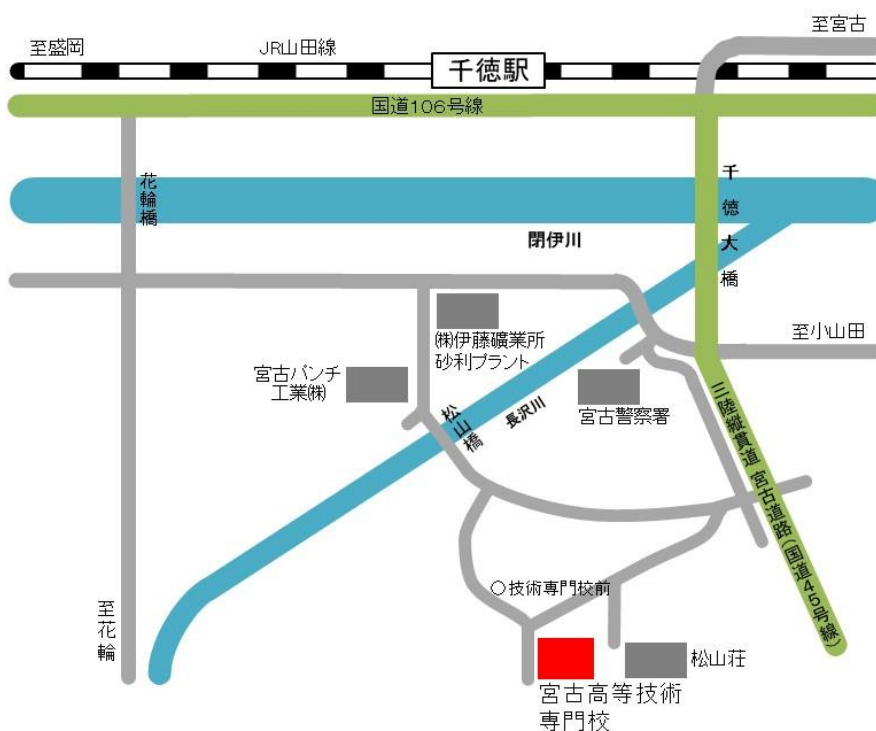 至宮古
至盛岡
JR山田線
千徳駅
国道106号線
花輪橋
千徳大橋
閉伊川
至小山田
㈱伊藤礦業所
砂利プラント
宮古パンチ
工業㈱
宮古警察署
松山橋
長沢川
三陸縦貫道 宮古道路(国道45号線)
○技術専門校前
至花輪
松山荘
宮古高等技術
専門校